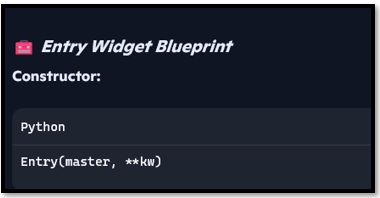 Entry Widget Blueprint
Constructor:
Python
Entry(master, **kw)